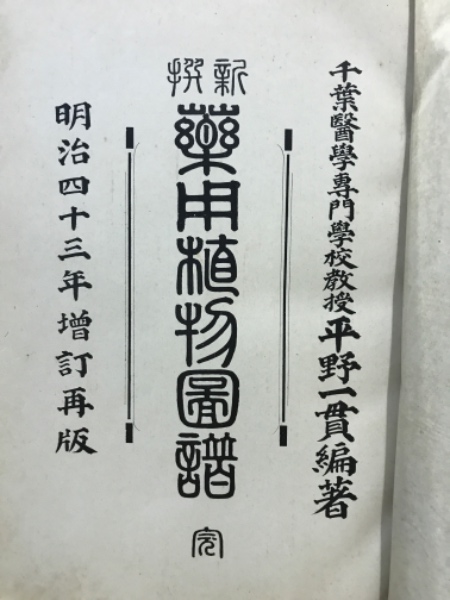 千葉醫學專門學校教授平野一貫編著
新撰
藥用植物圖譜
完
明治四十三年增訂再版